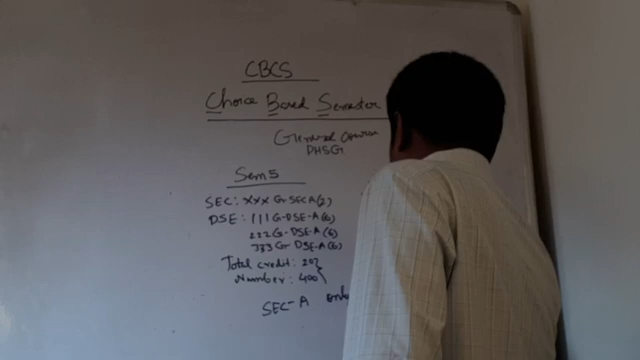 CBCS
Choice Based Semester
General Course
PHSG
Sem 5
SEC: XXX G-SEC A (2)
DSE: 111 G-DSE-A (6)
222 G-DSE-A (6)
333 G-DSE-A (6)
Total credit: 20
Number: 400
SEC-A